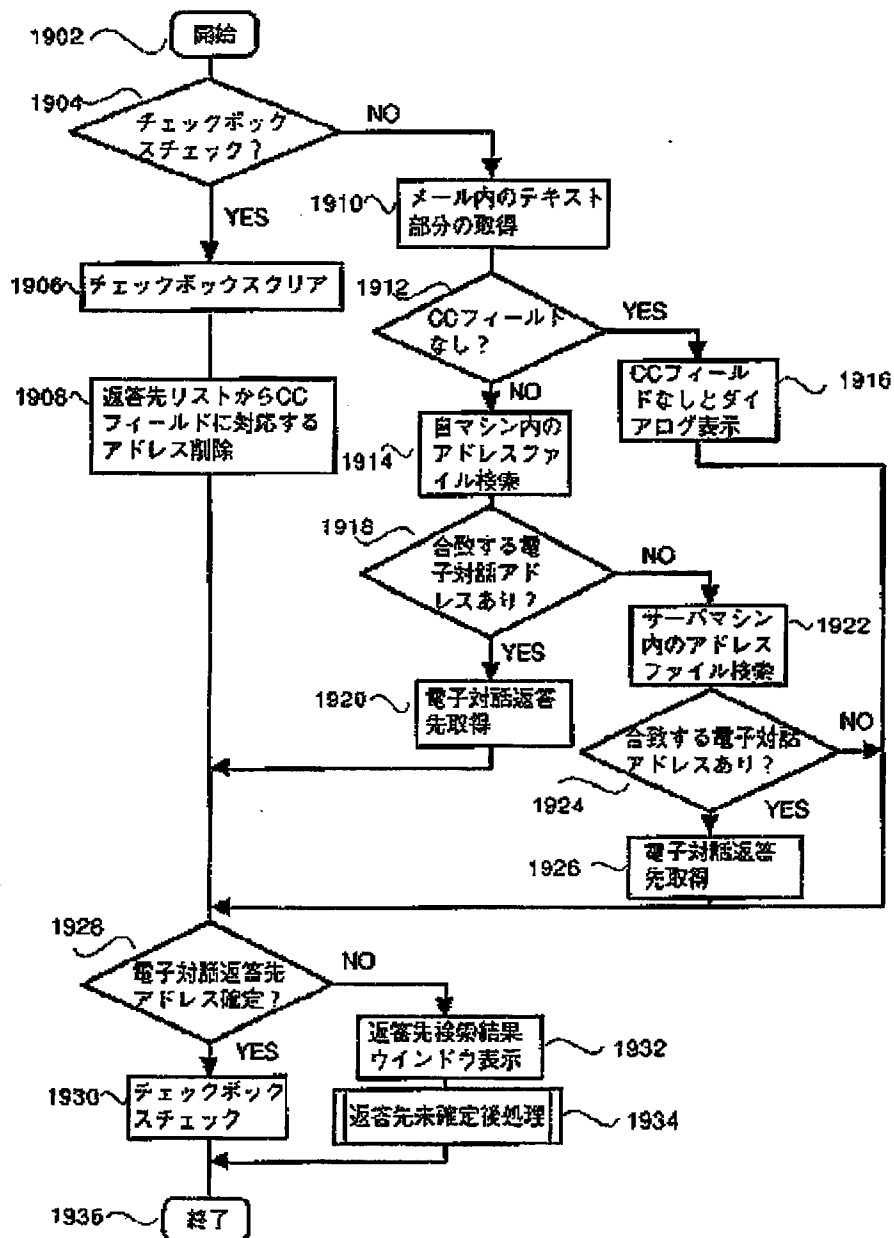 1902
開始
1904
チェックボック
スチェック？
NO
YES
1910
メール内のテキスト
部分の取得
1906
チェックボックスクリア
1912
CCフィールド
なし？
YES
NO
1908
返答先リストからCC
フィールドに対応する
アドレス削除
CCフィール
ドなしとダイ
アログ表示
1916
1914
自マシン内の
アドレスファ
イル検索
1918
合致する電
子対話アド
レスあり？
NO
YES
サーバマシン
内のアドレス
ファイル検索
1922
1920
電子対話返答
先取得
合致する電子対話
アドレスあり？
NO
1924
YES
1926
電子対話返答
先取得
1928
電子対話返答先
アドレス確定？
NO
YES
返答先検索結果
ウインドウ表示
1932
1930
チェックボック
スチェック
返答先未確定後処理
1934
1936
終了